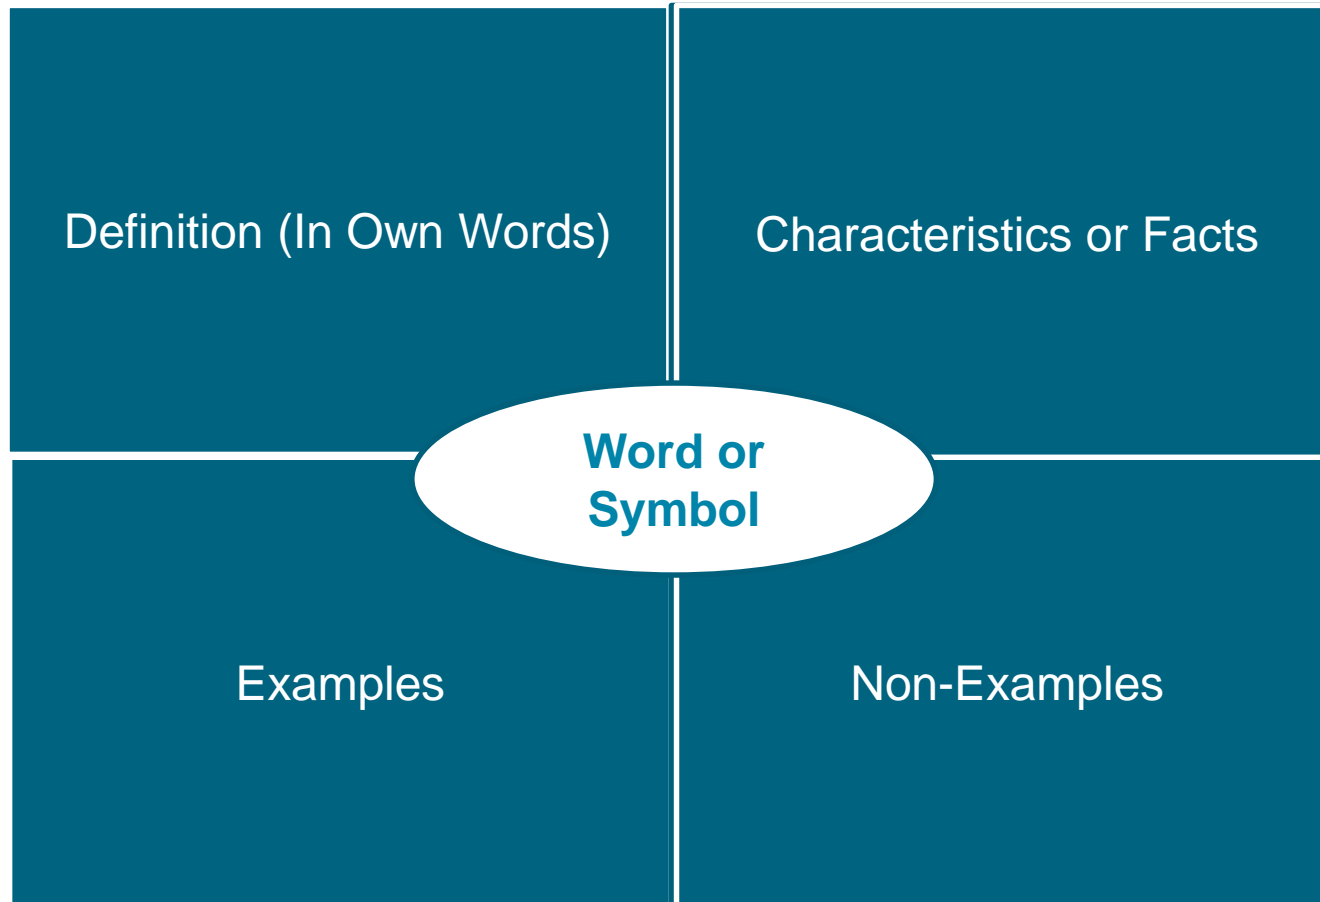 Definition (In Own Words)
Characteristics or Facts
Word or
Symbol
Examples
Non-Examples